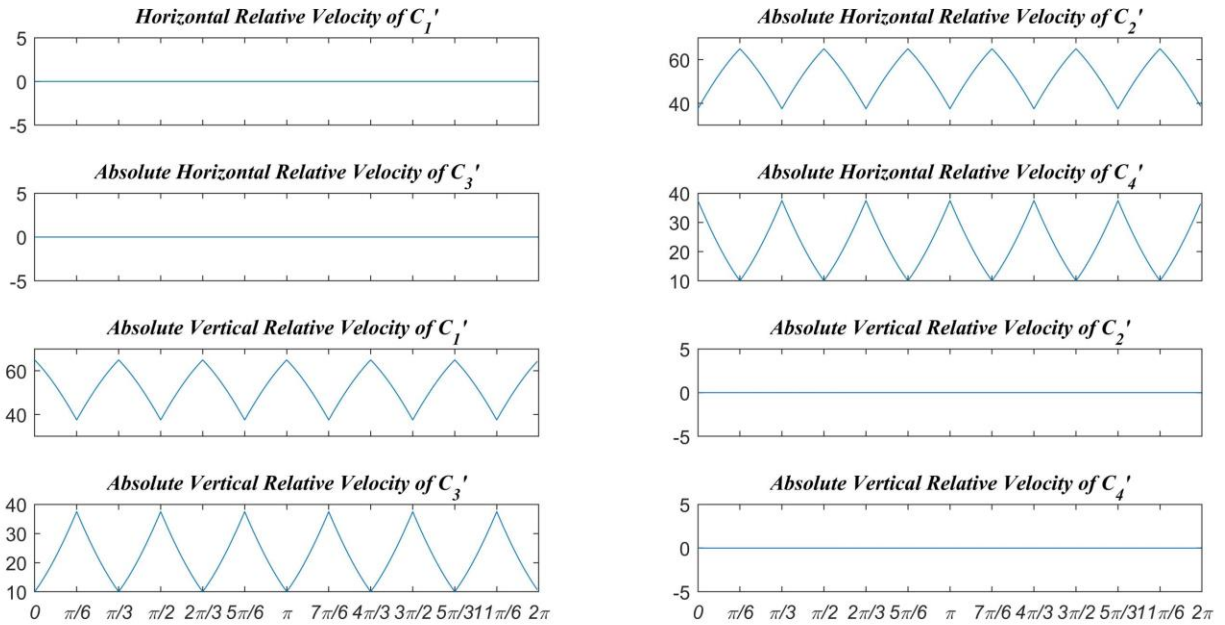 Horizontal Relative Velocity of C1'
5
0
-5
Absolute Horizontal Relative Velocity of C2'
60
40
Absolute Horizontal Relative Velocity of C3'
5
0
-5
Absolute Horizontal Relative Velocity of C4'
40
30
20
10
Absolute Vertical Relative Velocity of C1'
60
40
Absolute Vertical Relative Velocity of C2'
5
0
-5
Absolute Vertical Relative Velocity of C3'
40
30
20
10
0 π/6 π/3 π/2 2π/3 5π/6 π 7π/6 4π/3 3π/2 5π/3 11π/6 2π
Absolute Vertical Relative Velocity of C4'
5
0
-5
0 π/6 π/3 π/2 2π/3 5π/6 π 7π/6 4π/3 3π/2 5π/3 11π/6 2π